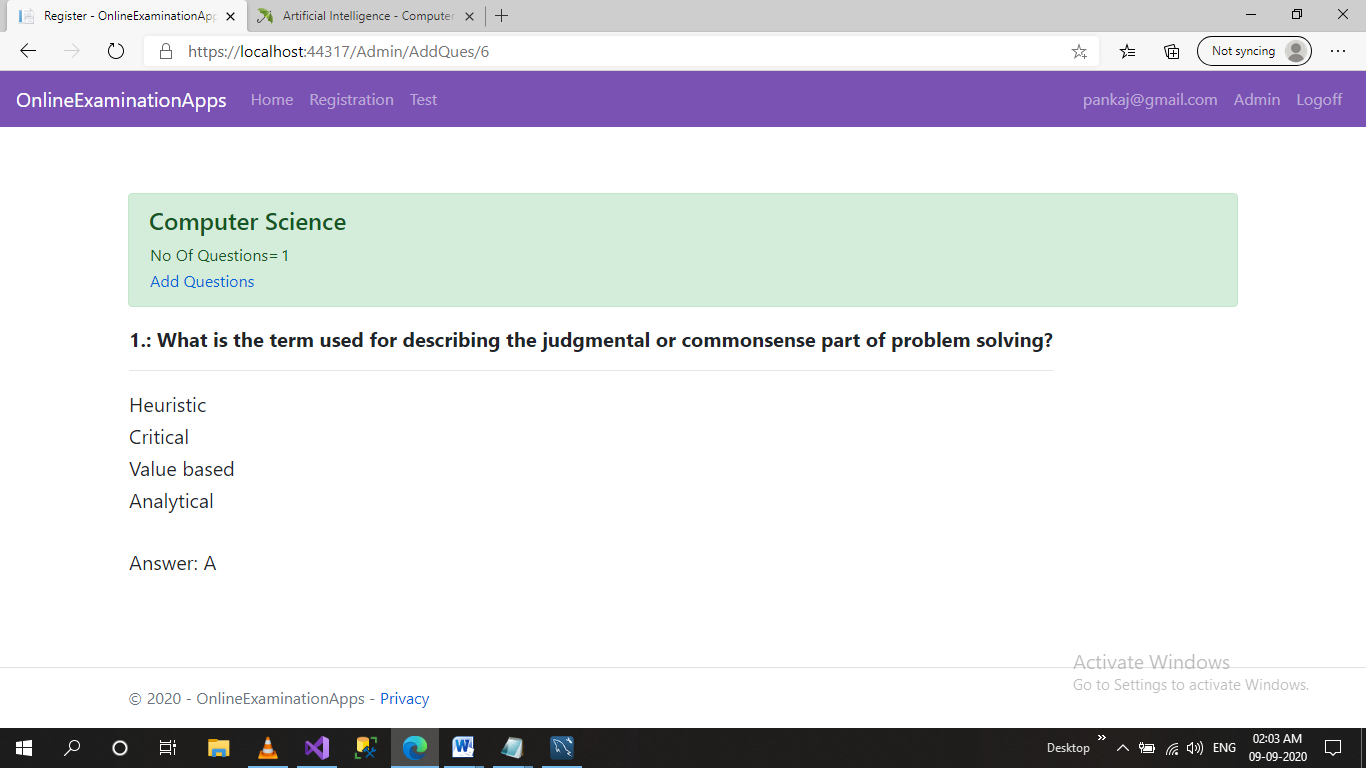 Register - OnlineExaminationApp
Artificial Intelligence - Computer
https://localhost:44317/Admin/AddQues/6
Not syncing
OnlineExaminationApps Home Registration Test pankaj@gmail.com Admin Logoff
Computer Science
No Of Questions= 1
Add Questions
1.: What is the term used for describing the judgmental or commonsense part of problem solving?
Heuristic
Critical
Value based
Analytical
Answer: A
Activate Windows
Go to Settings to activate Windows.
© 2020 - OnlineExaminationApps - Privacy
Desktop
ENG
02:03 AM
09-09-2020